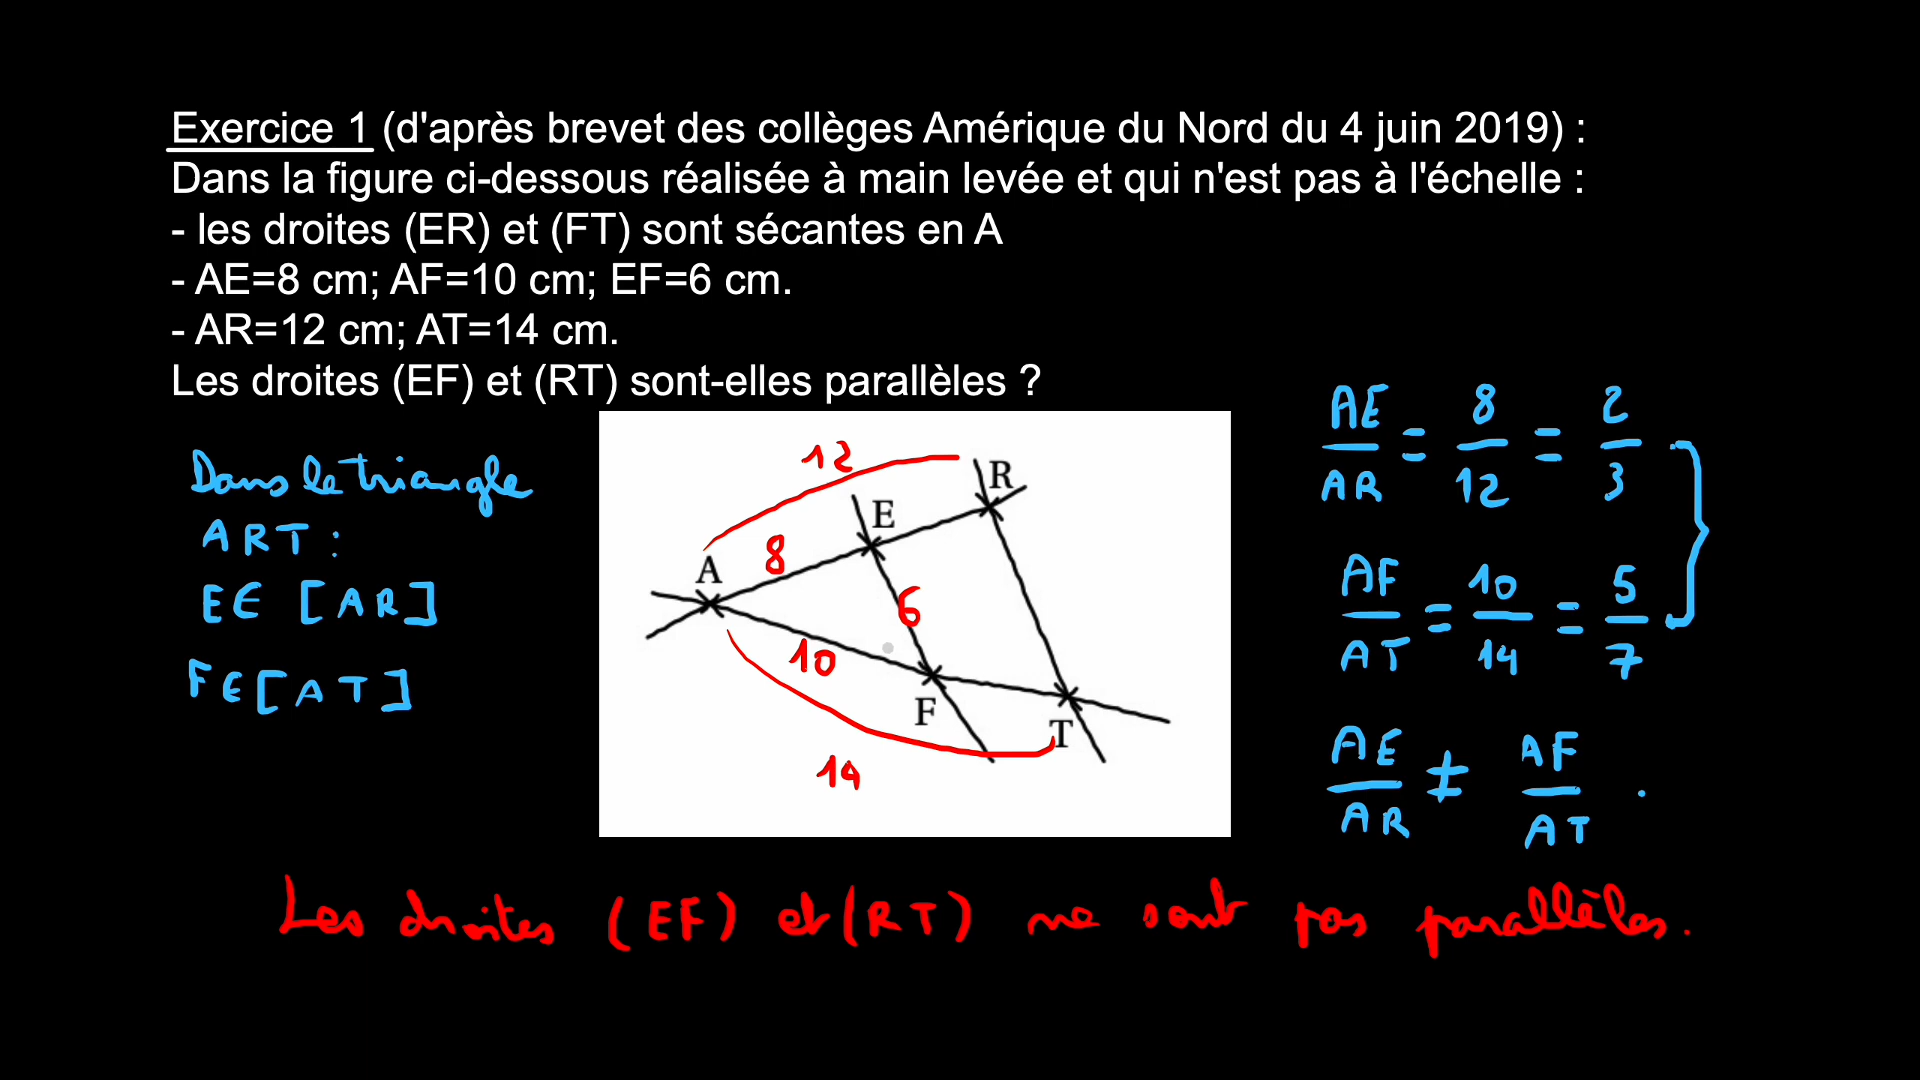 Exercice 1 (d'après brevet des collèges Amérique du Nord du 4 juin 2019) :
Dans la figure ci-dessous réalisée à main levée et qui n'est pas à l'échelle :
- les droites (ER) et (FT) sont sécantes en A
- AE=8 cm; AF=10 cm; EF=6 cm.
- AR=12 cm; AT=14 cm.
Les droites (EF) et (RT) sont-elles parallèles ?
Dans le triangle
ART :
E∈ [AR]
F∈[AT]
12
R
E
8
A
6
10
F
T
14
AE/AR = 8/12 = 2/3
AF/AT = 10/14 = 5/7
AE/AR ≠ AF/AT .
Les droites (EF) et (RT) ne sont pas parallèles.